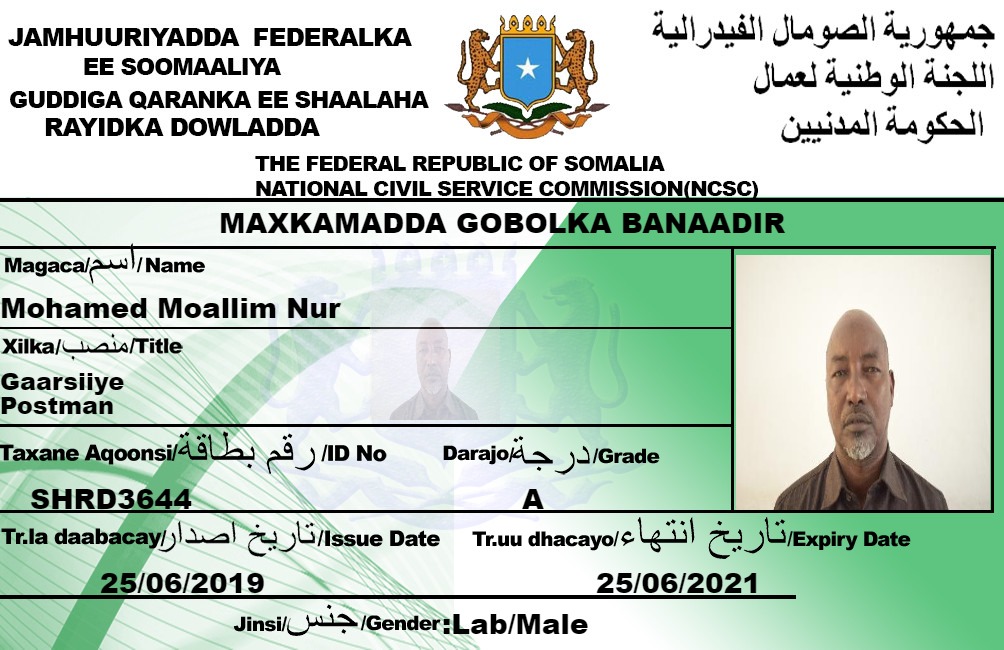 JAMHUURIYADDA FEDERALKA
EE SOOMAALIYA
GUDDIGA QARANKA EE SHAALAHA
RAYIDKA DOWLADDA
جمهورية الصومال الفيدرالية
اللجنة الوطنية لعمال
الحكومة المدنيين
THE FEDERAL REPUBLIC OF SOMALIA
NATIONAL CIVIL SERVICE COMMISSION(NCSC)
MAXKAMADDA GOBOLKA BANAADIR
Magaca/اسم/Name
Mohamed Moallim Nur
Xilka/منصب/Title
Gaarsiiye
Postman
Taxane Aqoonsi/رقم بطاقة/ID No
Darajo/درجة/Grade
SHRD3644
A
Tr.la daabacay/تاريخ اصدار/Issue Date
Tr.uu dhacayo/تاريخ انتهاء/Expiry Date
25/06/2019
25/06/2021
Jinsi/جنس/Gender:Lab/Male